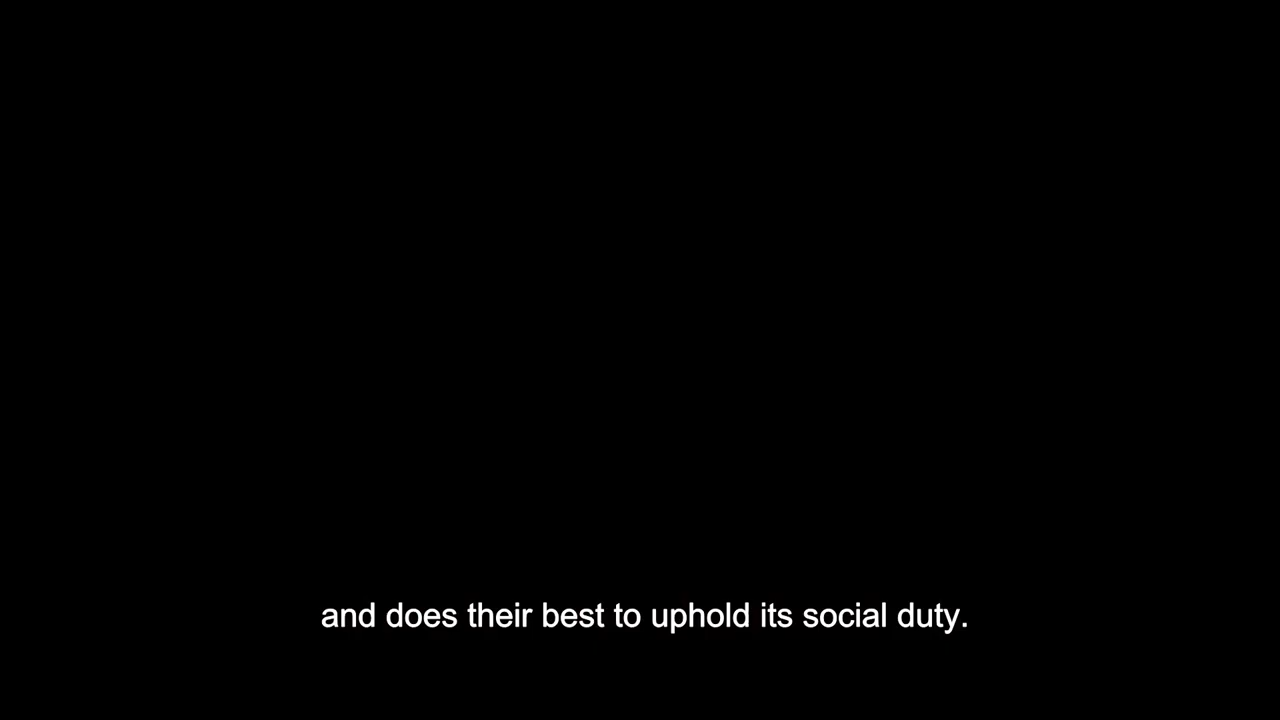 and does their best to uphold its social duty.